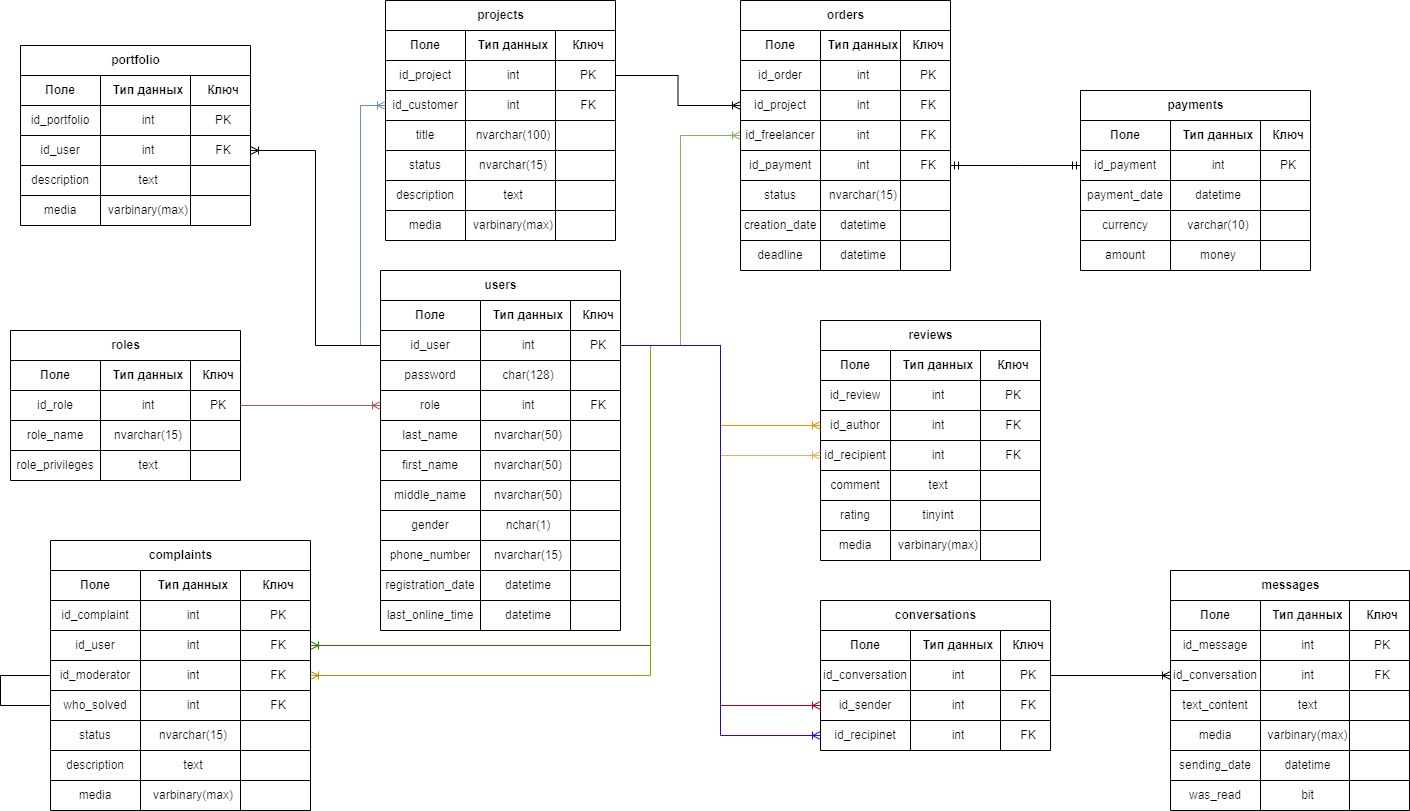 portfolio
Поле Тип данных Ключ
id_portfolio int PK
id_user int FK
description text
media varbinary(max)
projects
Поле Тип данных Ключ
id_project int PK
id_customer int FK
title nvarchar(100)
status nvarchar(15)
description text
media varbinary(max)
orders
Поле Тип данных Ключ
id_order int PK
id_project int FK
id_freelancer int FK
id_payment int FK
status nvarchar(15)
creation_date datetime
deadline datetime
payments
Поле Тип данных Ключ
id_payment int PK
payment_date datetime
currency varchar(10)
amount money
roles
Поле Тип данных Ключ
id_role int PK
role_name nvarchar(15)
role_privileges text
users
Поле Тип данных Ключ
id_user int PK
password char(128)
role int FK
last_name nvarchar(50)
first_name nvarchar(50)
middle_name nvarchar(50)
gender nchar(1)
phone_number nvarchar(15)
registration_date datetime
last_online_time datetime
reviews
Поле Тип данных Ключ
id_review int PK
id_author int FK
id_recipient int FK
comment text
rating tinyint
media varbinary(max)
complaints
Поле Тип данных Ключ
id_complaint int PK
id_user int FK
id_moderator int FK
who_solved int FK
status nvarchar(15)
description text
media varbinary(max)
conversations
Поле Тип данных Ключ
id_conversation int PK
id_sender int FK
id_recipinet int FK
messages
Поле Тип данных Ключ
id_message int PK
id_conversation int FK
text_content text
media varbinary(max)
sending_date datetime
was_read bit